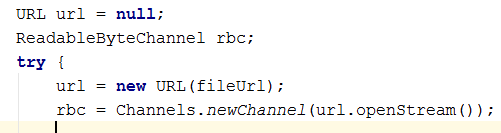 URL url = null;
ReadableByteChannel rbc;
try {
    url = new URL(fileUrl);
    rbc = Channels.newChannel(url.openStream());